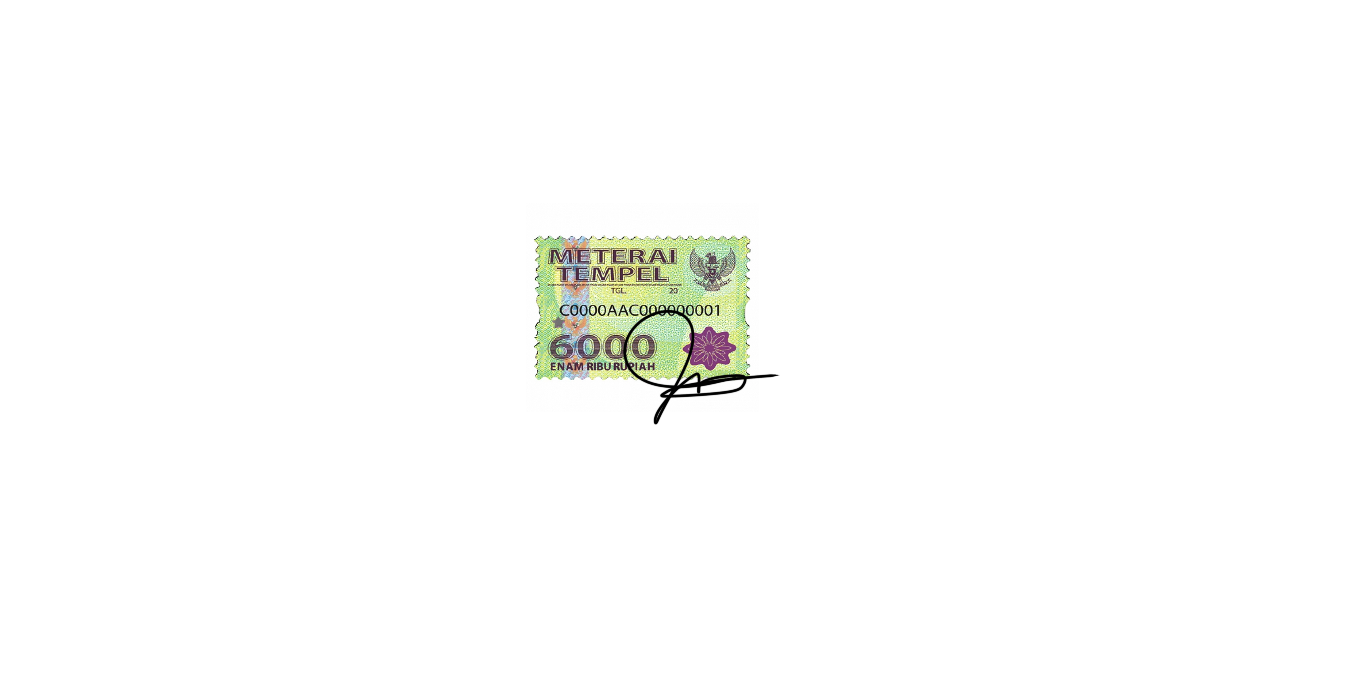 METERAI
TEMPEL
TGL. 20
C0000AAC000000001
6000
ENAM RIBU RUPIAH